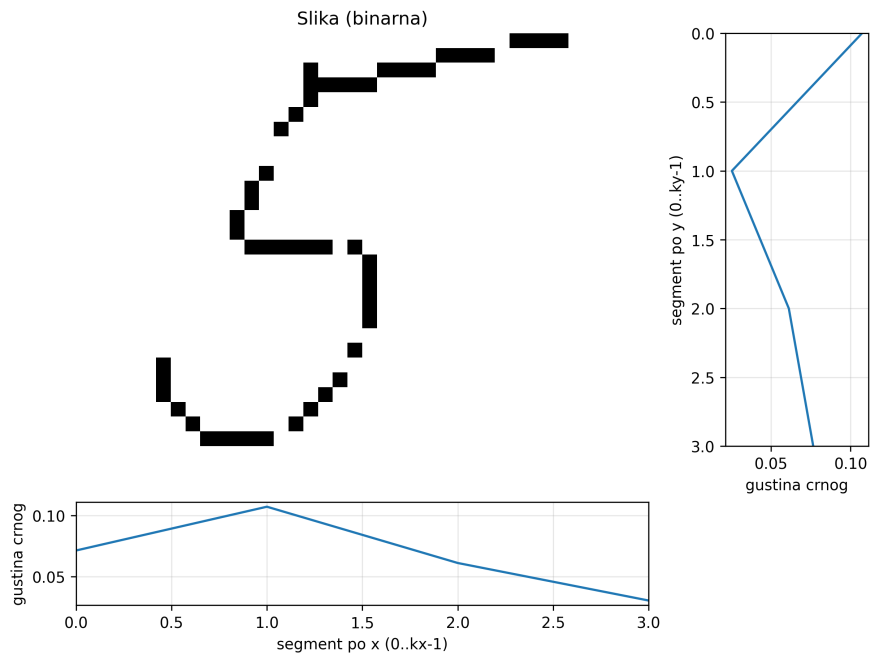 Slika (binarna)
5
0.0
0.5
1.0
1.5
2.0
2.5
3.0
segment po y (0..ky-1)
0.05 0.10
gustina crnog
0.10
0.05
gustina crnog
0.0 0.5 1.0 1.5 2.0 2.5 3.0
segment po x (0..kx-1)